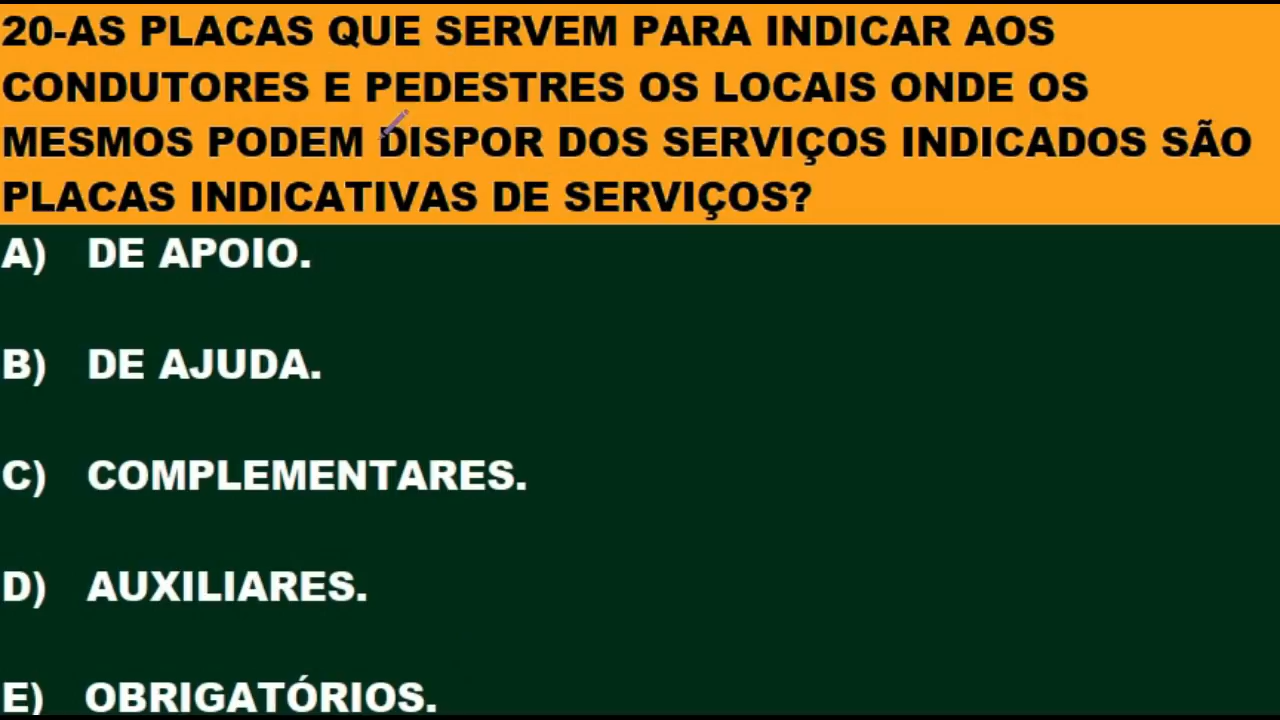 20-AS PLACAS QUE SERVEM PARA INDICAR AOS
CONDUTORES E PEDESTRES OS LOCAIS ONDE OS
MESMOS PODEM DISPOR DOS SERVIÇOS INDICADOS SÃO
PLACAS INDICATIVAS DE SERVIÇOS?
A) DE APOIO.
B) DE AJUDA.
C) COMPLEMENTARES.
D) AUXILIARES.
E) OBRIGATÓRIOS.